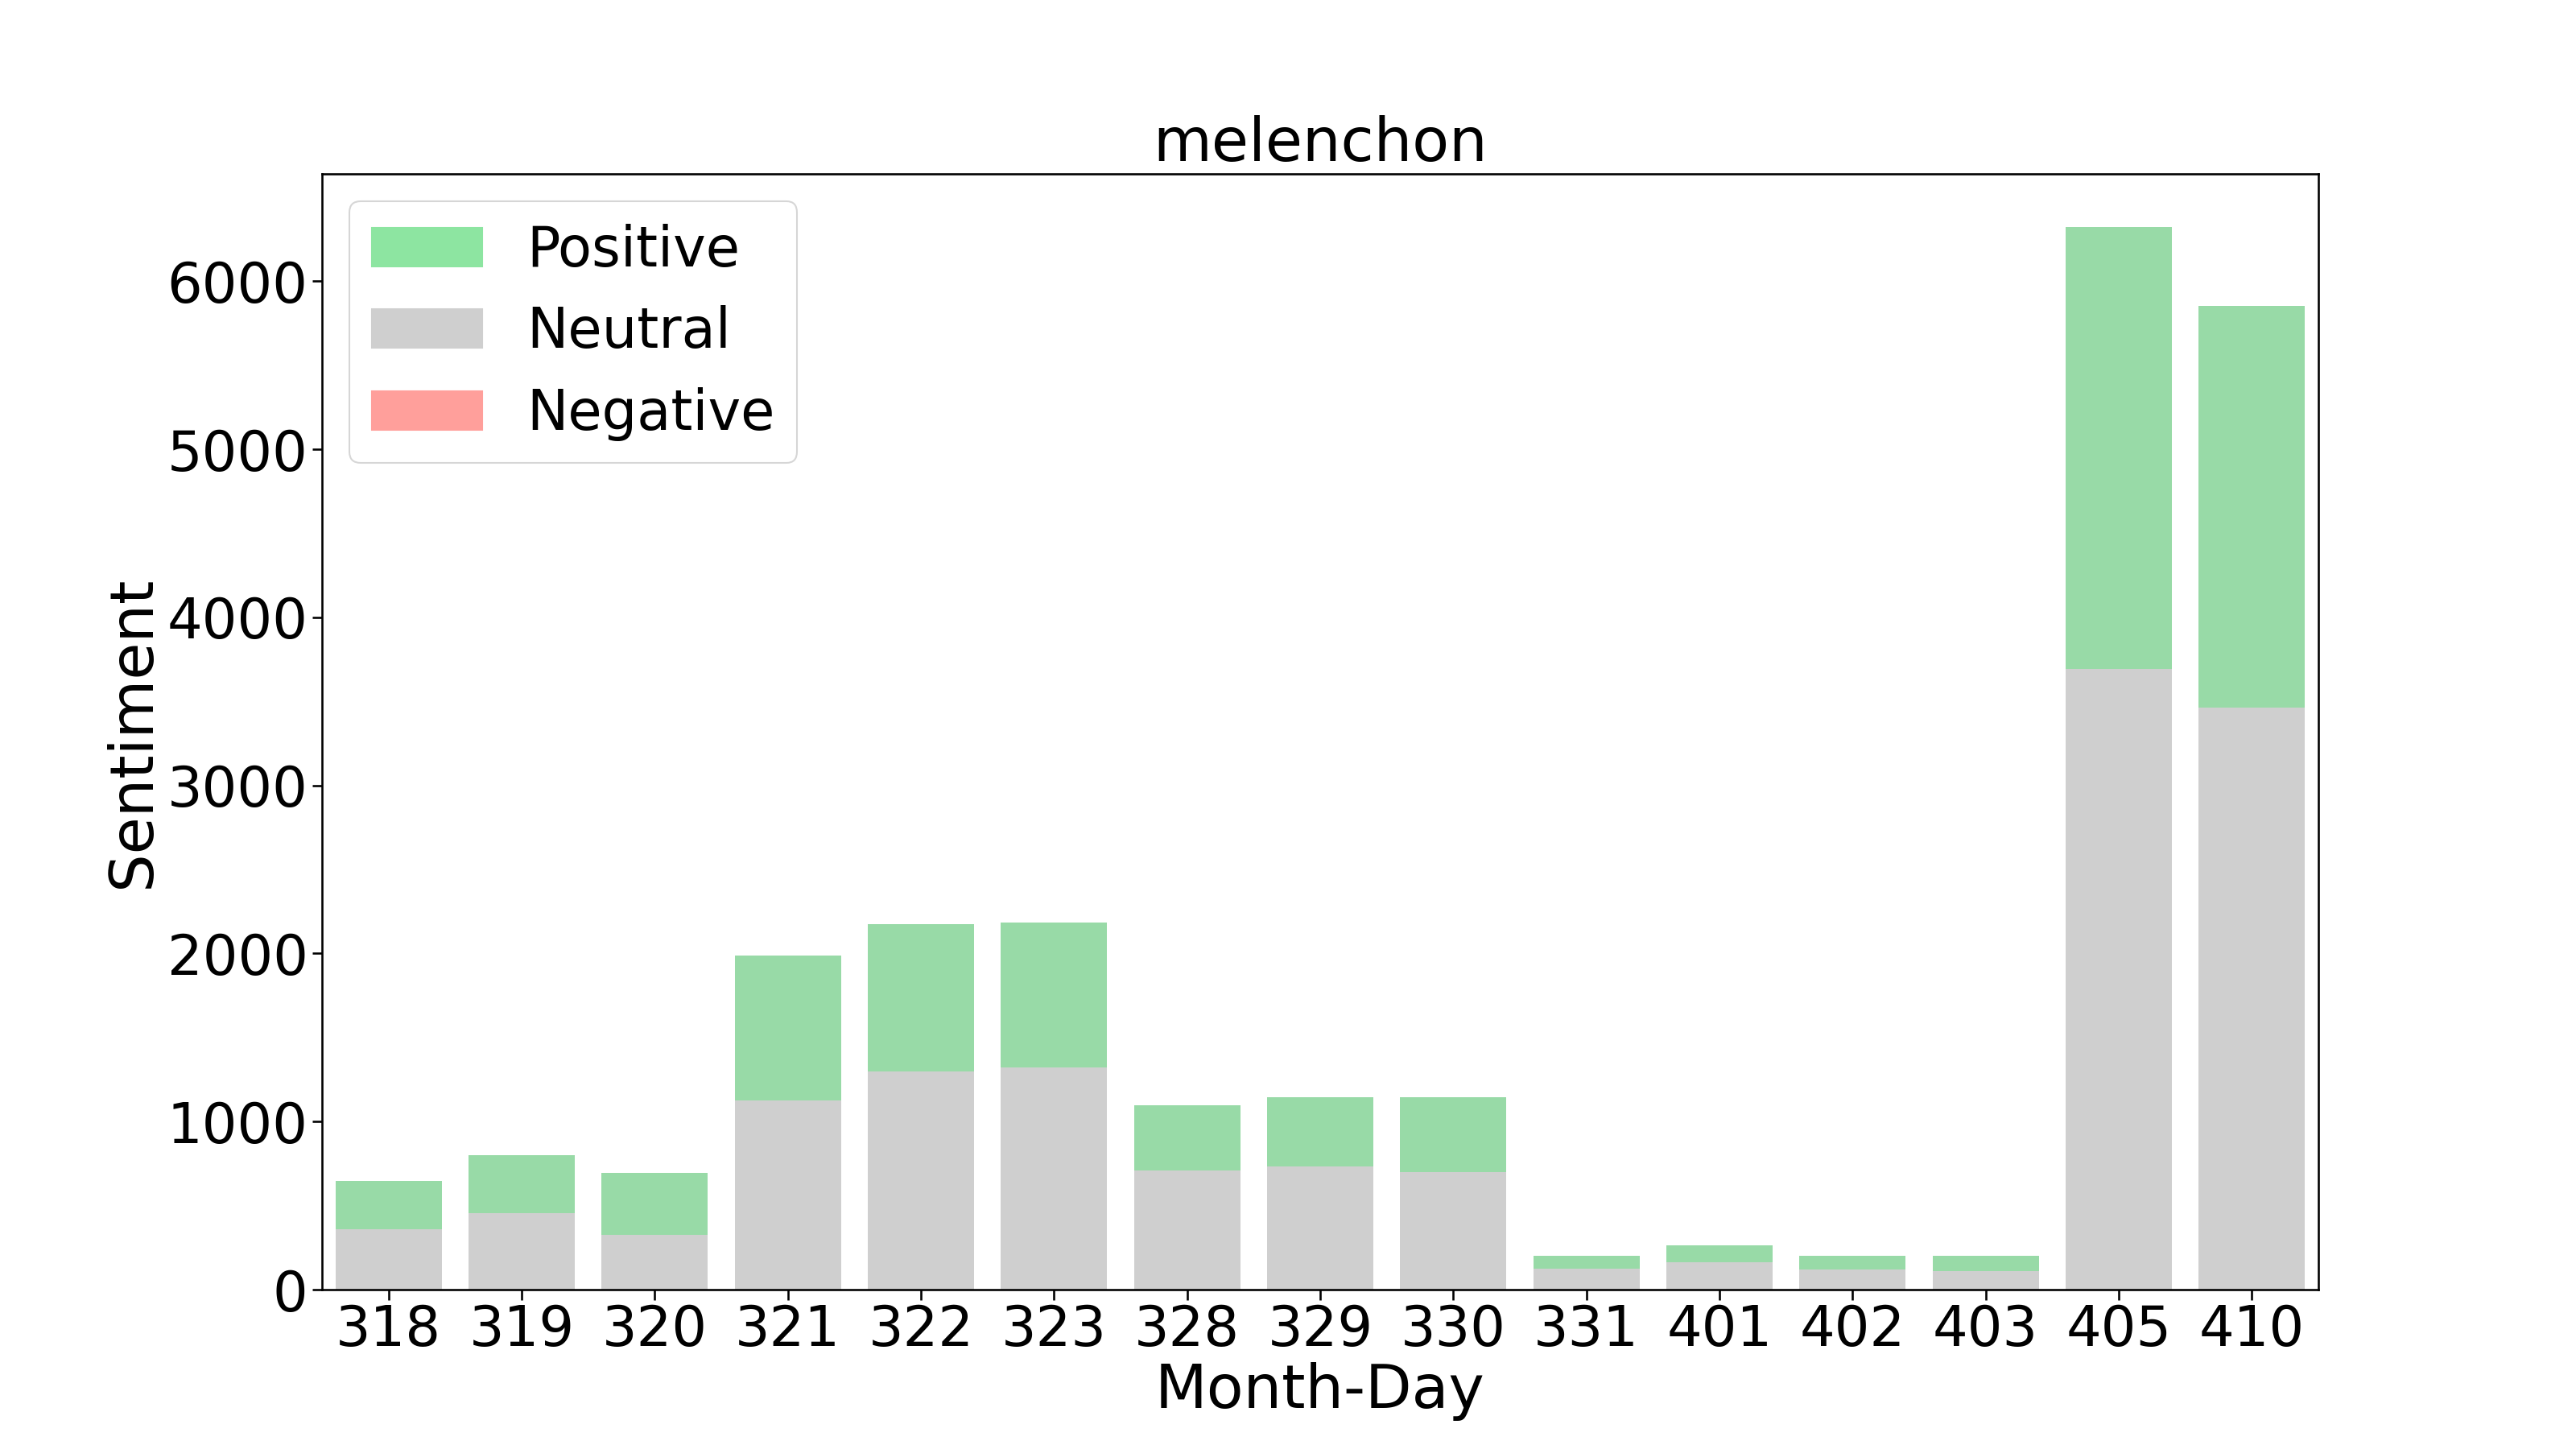 melenchon
Positive
Neutral
Negative
6000
5000
4000
3000
2000
1000
0
Sentiment
318 319 320 321 322 323 328 329 330 331 401 402 403 405 410
Month-Day